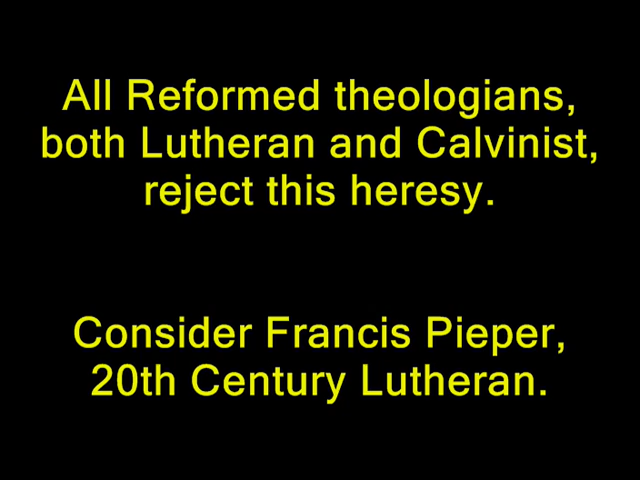 All Reformed theologians,
both Lutheran and Calvinist,
reject this heresy.
Consider Francis Pieper,
20th Century Lutheran.